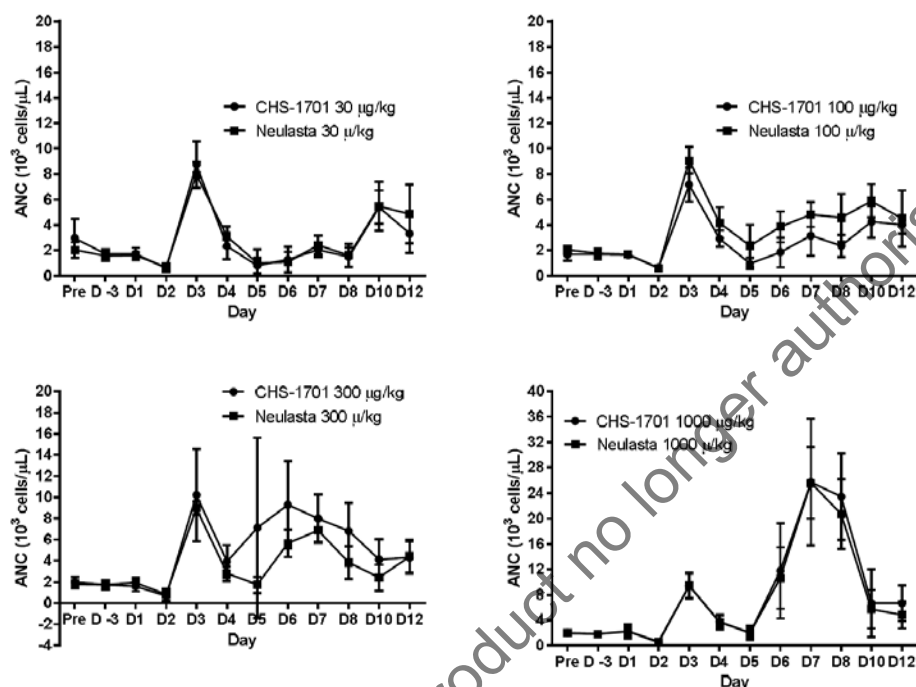 20
18
16
14
12
10
8
6
4
2
0
ANC (10³ cells/µL)
CHS-1701 30 µg/kg
Neulasta 30 µ/kg
Pre D -3 D1 D2 D3 D4 D5 D6 D7 D8 D10 D12
Day
20
18
16
14
12
10
8
6
4
2
0
ANC (10³ cells/µL)
CHS-1701 100 µg/kg
Neulasta 100 µ/kg
Pre D -3 D1 D2 D3 D4 D5 D6 D7 D8 D10 D12
Day
20
18
16
14
12
10
8
6
4
2
0
-2
-4
ANC (10³ cells/µL)
CHS-1701 300 µg/kg
Neulasta 300 µ/kg
Pre D -3 D1 D2 D3 D4 D5 D6 D7 D8 D10 D12
Day
40
36
32
28
24
20
16
12
8
4
0
ANC (10³ cells/µL)
CHS-1701 1000 µg/kg
Neulasta 1000 µ/kg
Pre D -3 D1 D2 D3 D4 D5 D6 D7 D8 D10 D12
Day
product no longer authoris